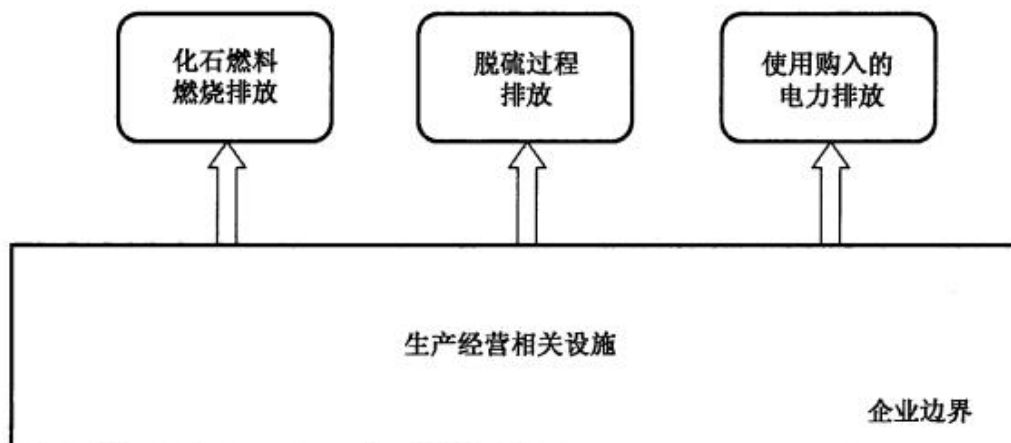 化石燃料
燃烧排放
脱硫过程
排放
使用购入的
电力排放
生产经营相关设施
企业边界